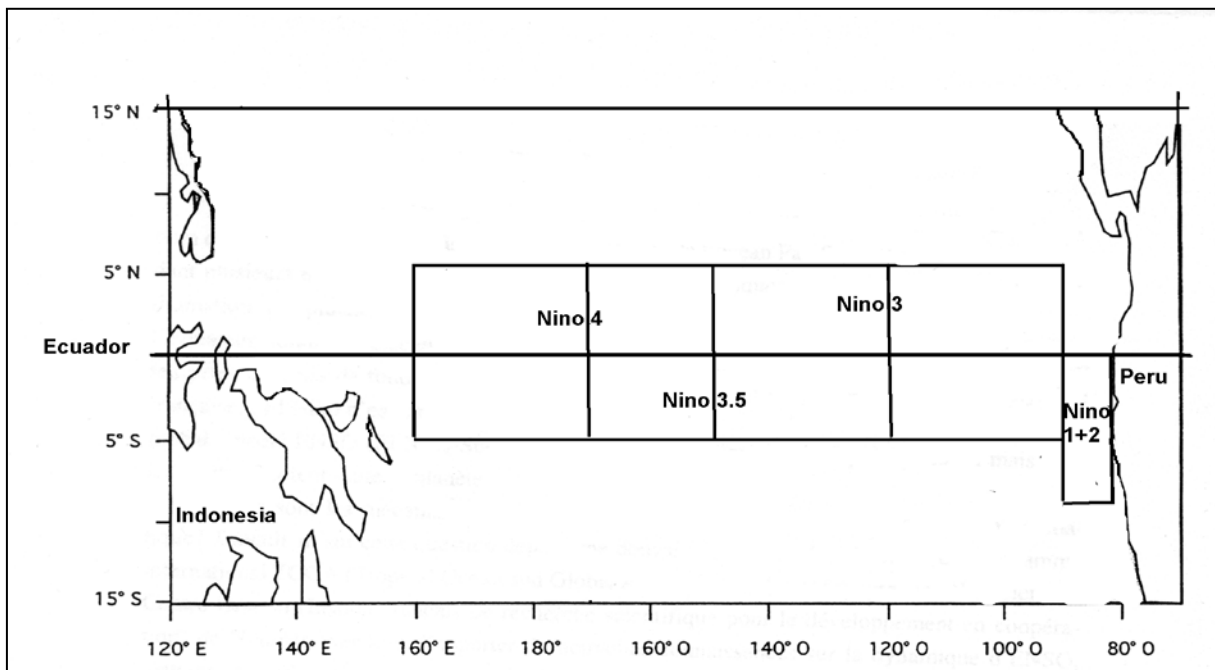 15° N
5° N
Nino 4
Nino 3
Ecuador
Peru
Nino 3.5
Nino
1+2
5° S
Indonesia
15° S
120° E 140° E 160° E 180° E 160° O 140° O 120° O 100° O 80° O